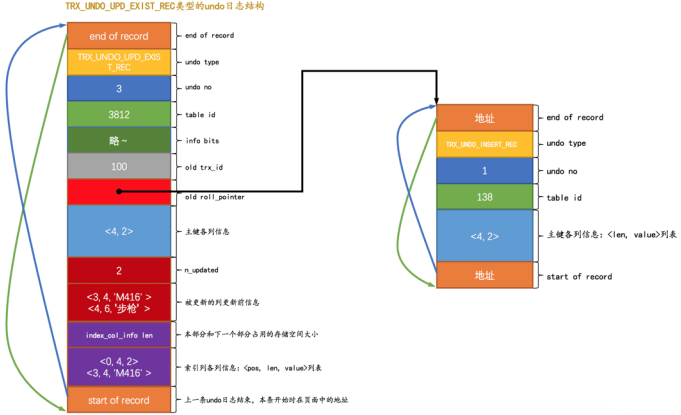 TRX_UNDO_UPD_EXIST_REC类型的undo日志结构
end of record
end of record
TRX_UNDO_UPD_EXIS
T_REC
undo type
3
undo no
3812
table id
略~
info bits
100
old trx_id
old roll_pointer
<4, 2>
主键各列信息
2
n_updated
<3, 4, 'M416' >
<4, 6, '步枪' >
被更新的列更新前信息
index_col_info len
本部分和下一个部分占用的存储空间大小
<0, 4, 2>
<3, 4, 'M416' >
索引列各列信息: <pos, len, value>列表
start of record
上一条undo日志结束，本条开始时在页面中的地址
地址
end of record
TRX_UNDO_INSERT_REC
undo type
1
undo no
138
table id
<4, 2>
主键各列信息: <len, value>列表
地址
start of record